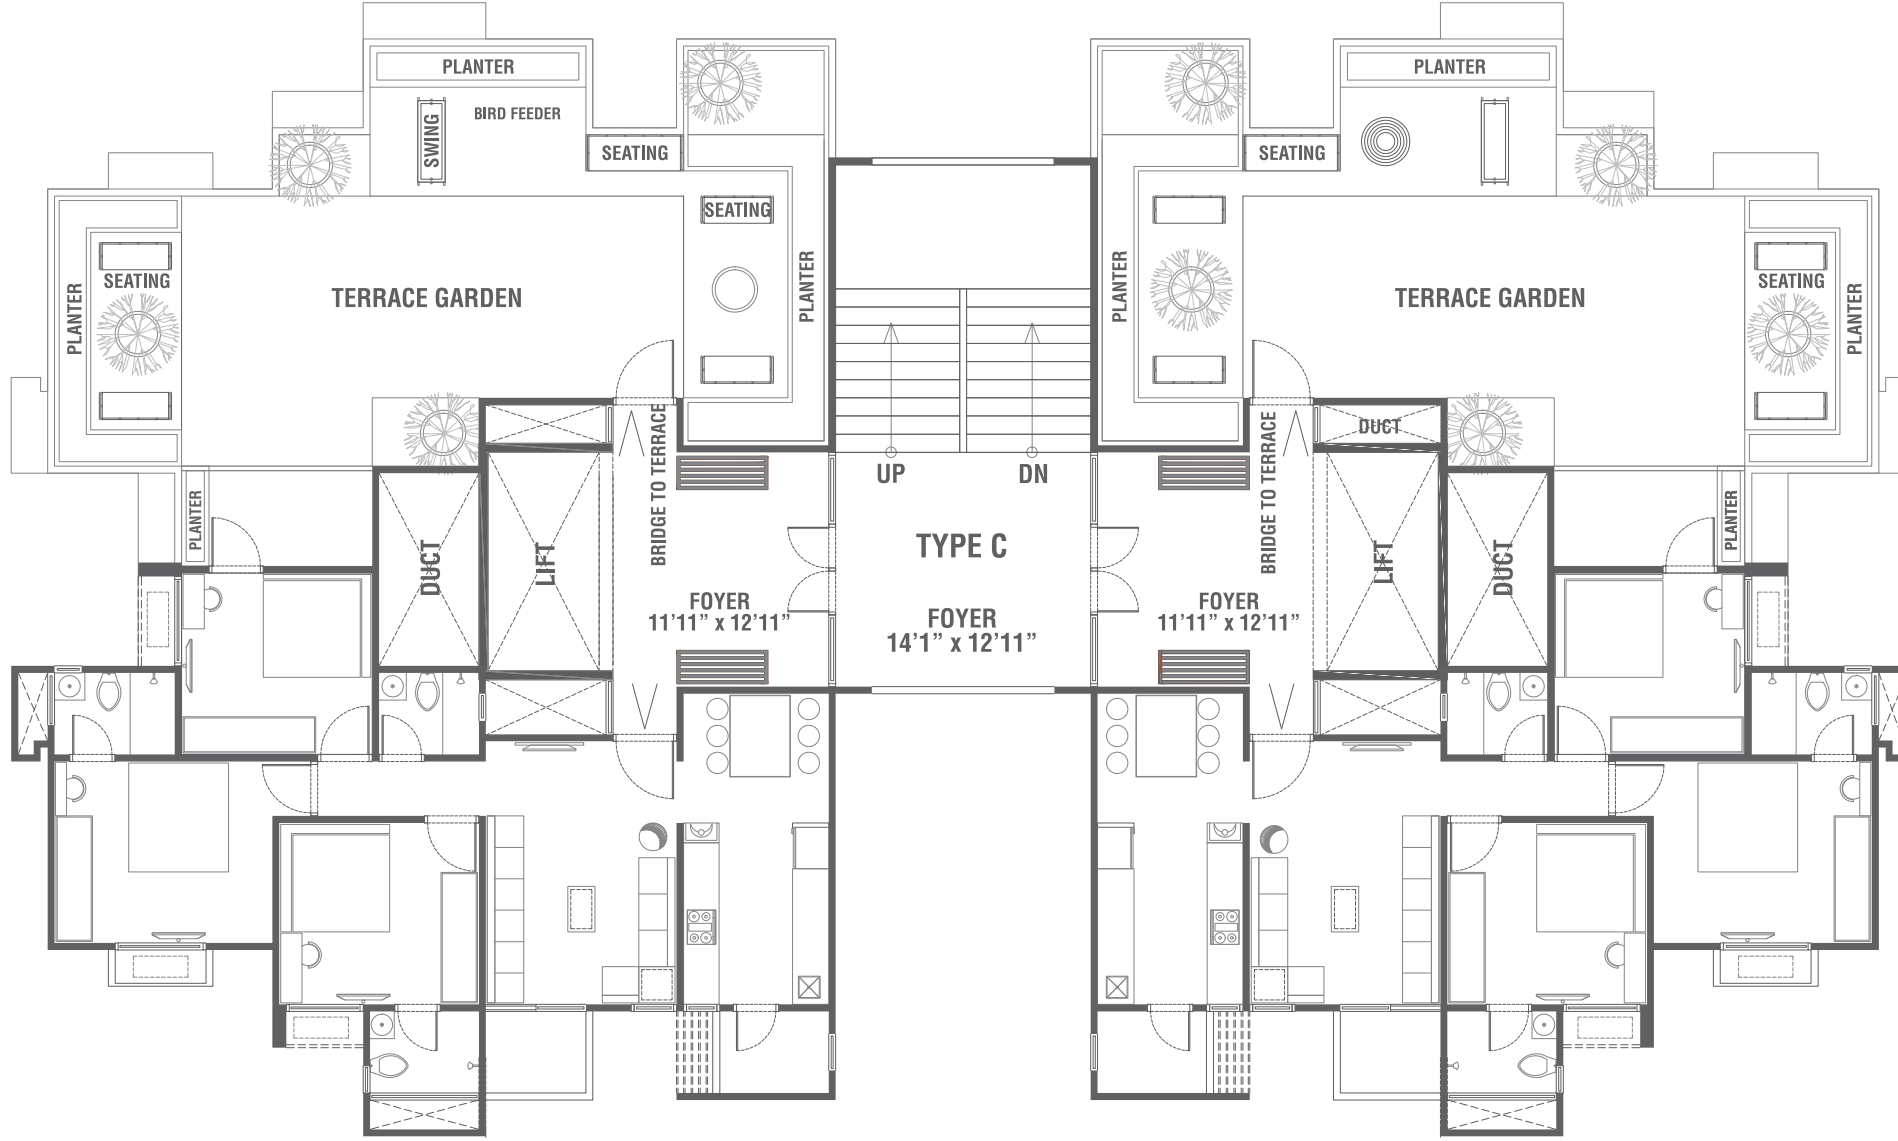 PLANTER
PLANTER
BIRD FEEDER
SWING
SEATING
SEATING
SEATING
SEATING
SEATING
PLANTER
TERRACE GARDEN
PLANTER
PLANTER
TERRACE GARDEN
PLANTER
BRIDGE TO TERRACE
BRIDGE TO TERRACE
DUCT
UP
DN
PLANTER
PLANTER
DUCT
LIFT
TYPE C
LIFT
DUCT
FOYER
11'11” x 12'11”
FOYER
14'1” x 12'11”
FOYER
11'11” x 12'11”